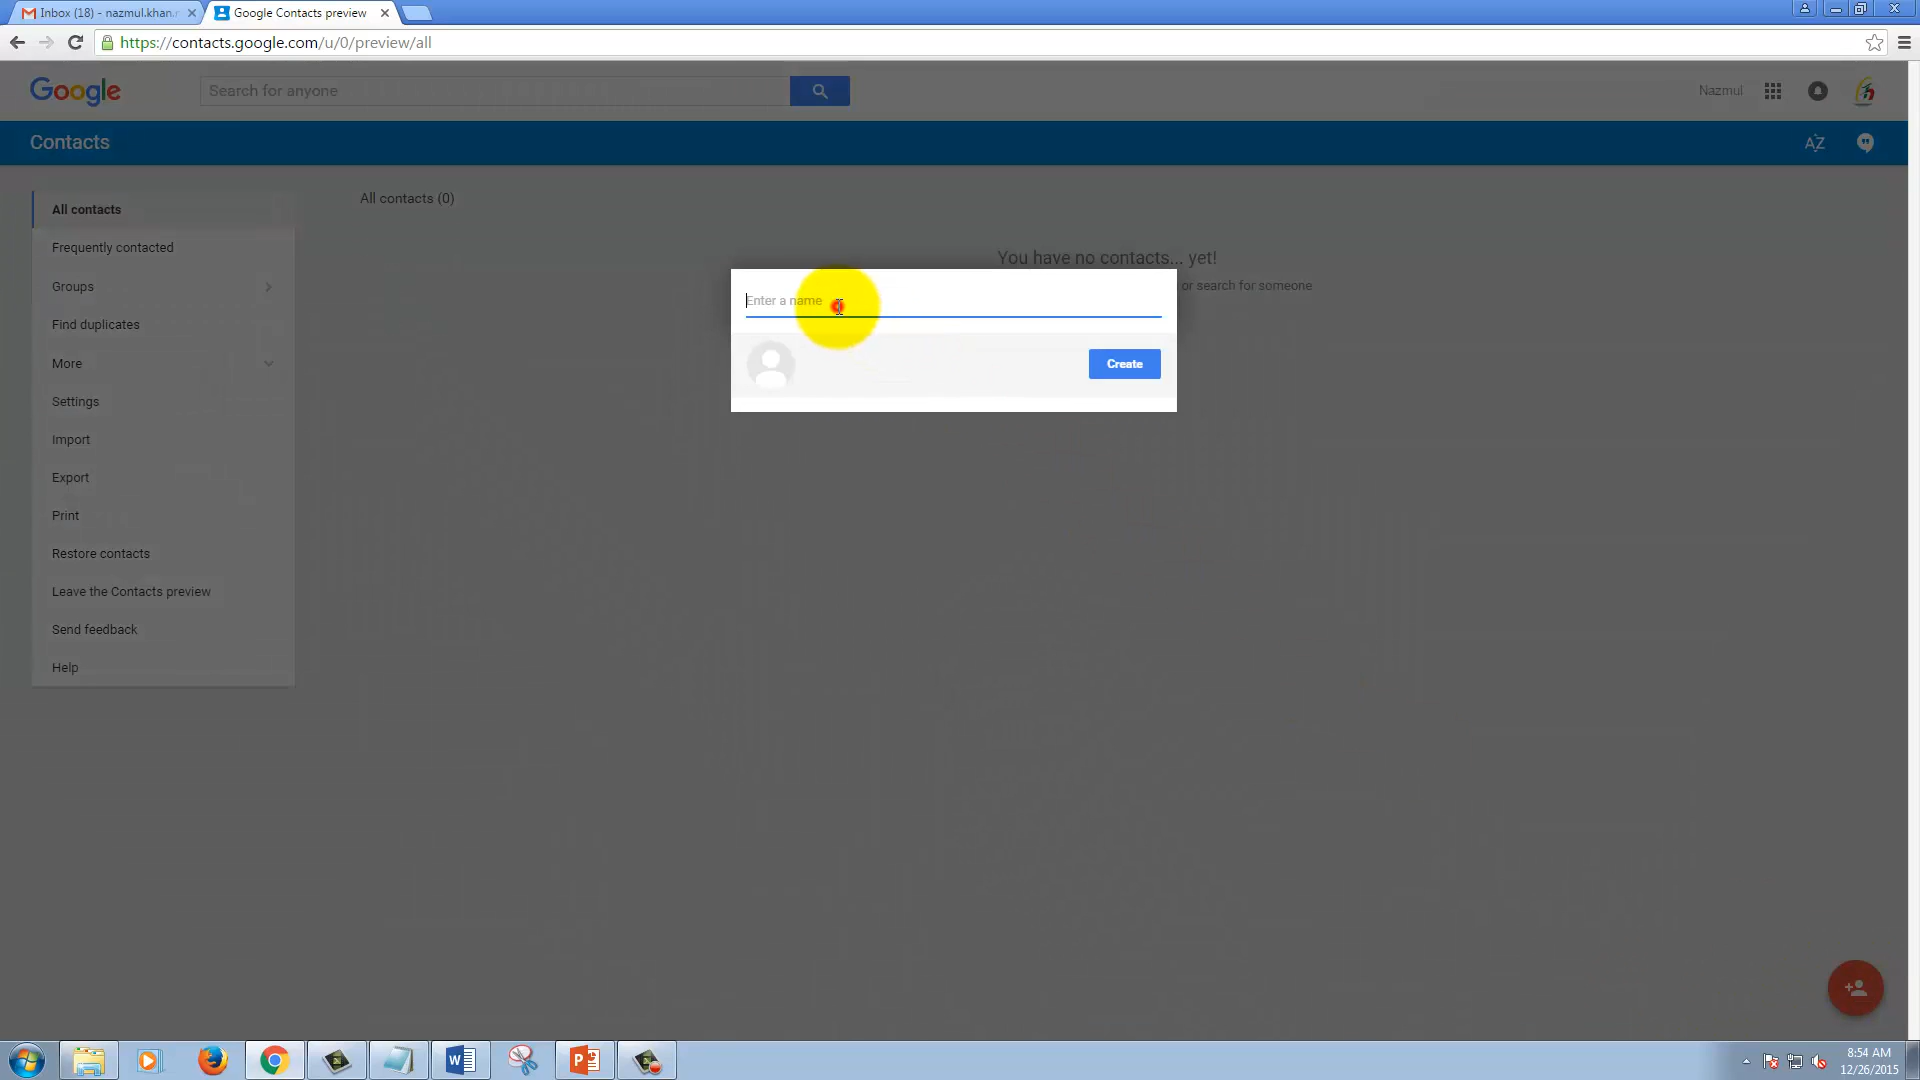 Inbox (18) - nazmul.khan.
Google Contacts preview
https://contacts.google.com/u/0/preview/all
Google
Search for anyone
Nazmul
Contacts
AZ
All contacts
Frequently contacted
Groups
Find duplicates
More
Settings
Import
Export
Print
Restore contacts
Leave the Contacts preview
Send feedback
Help
All contacts (0)
You have no contacts... yet!
or search for someone
Enter a name
Create
8:54 AM
12/26/2015